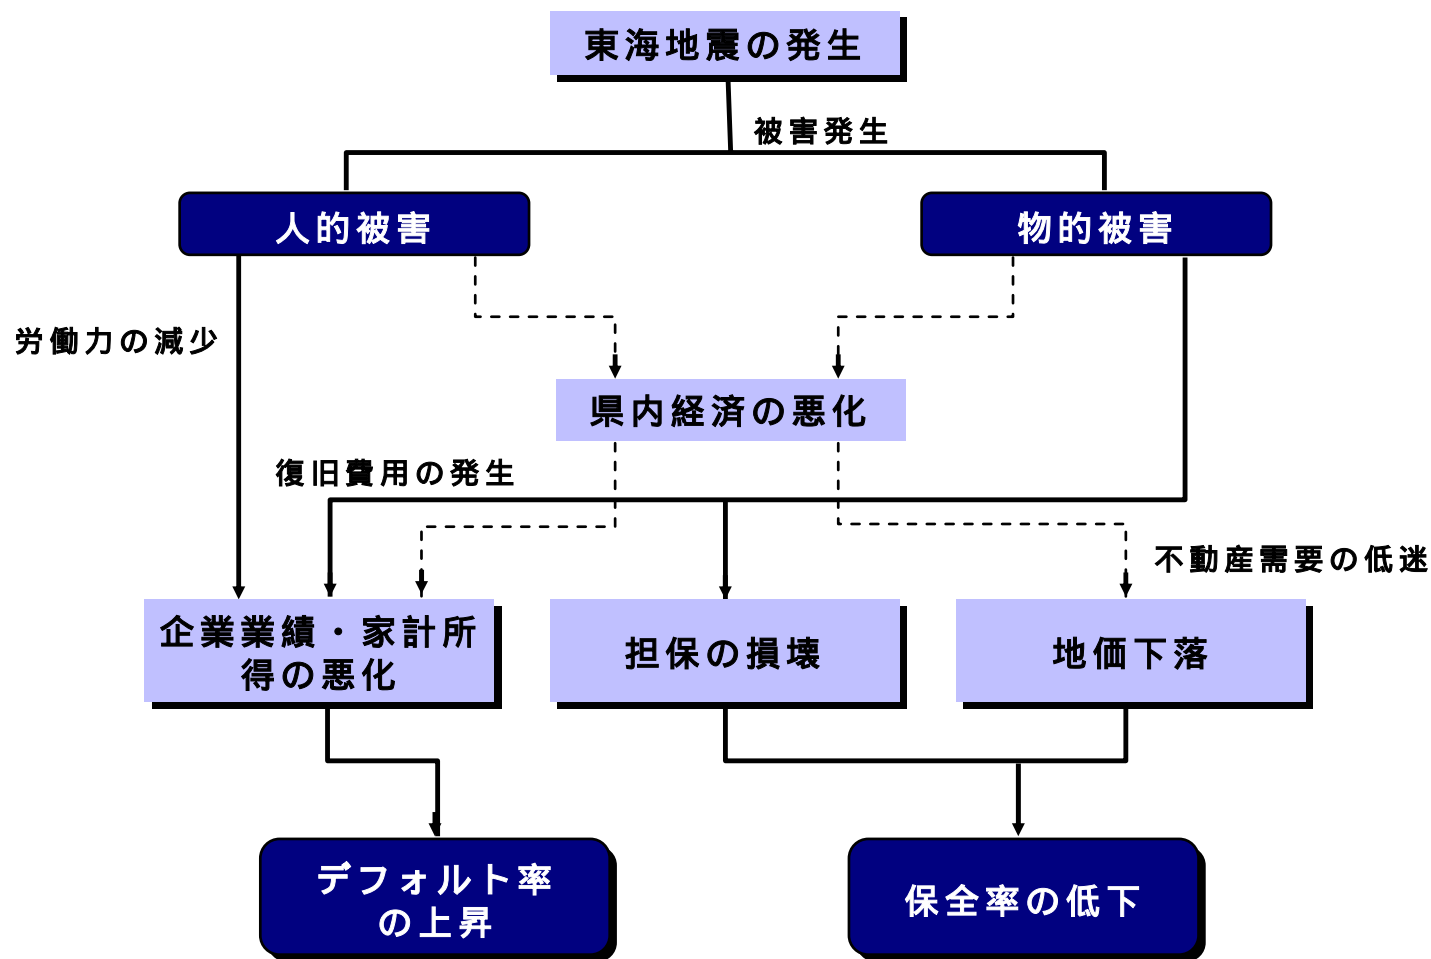 東海地震の発生
被害発生
人的被害
物的被害
労働力の減少
県内経済の悪化
復旧費用の発生
不動産需要の低迷
企業業績・家計所
得の悪化
担保の損壊
地価下落
デフォルト率
の上昇
保全率の低下